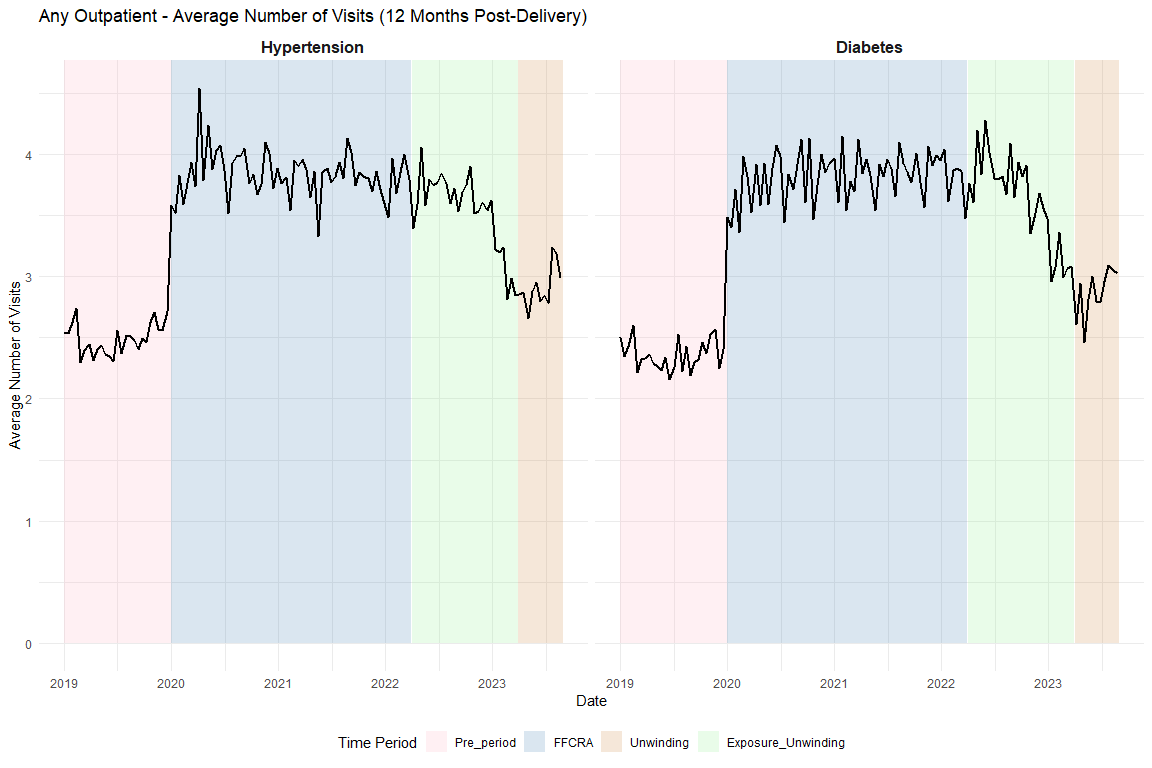 Any Outpatient - Average Number of Visits (12 Months Post-Delivery)
Hypertension
Diabetes
Average Number of Visits
4
3
2
1
0
2019
2020
2021
2022
2023
2019
2020
2021
2022
2023
Date
Time Period
Pre_period
FFCRA
Unwinding
Exposure_Unwinding